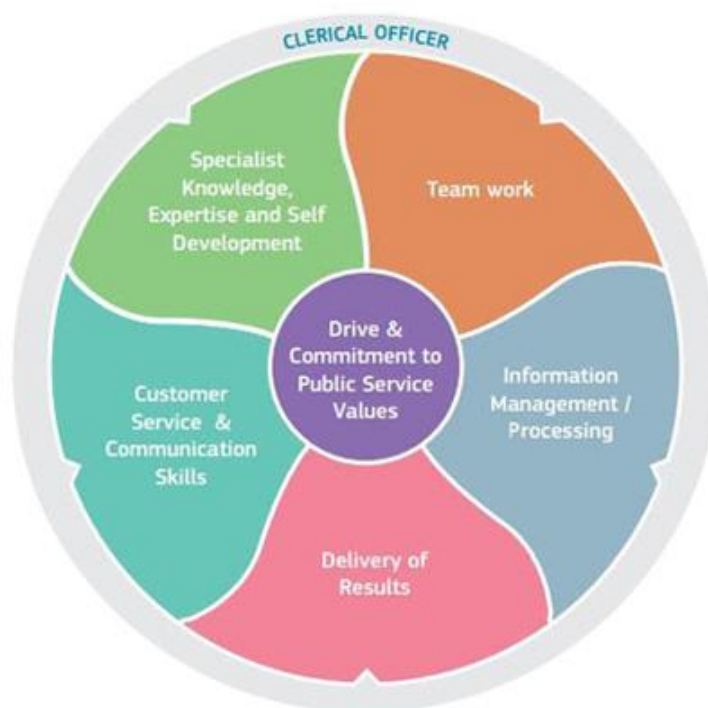 CLERICAL OFFICER
Specialist
Knowledge,
Expertise and Self
Development
Team work
Drive &
Commitment to
Public Service
Values
Information
Management /
Processing
Customer
Service &
Communication
Skills
Delivery of
Results